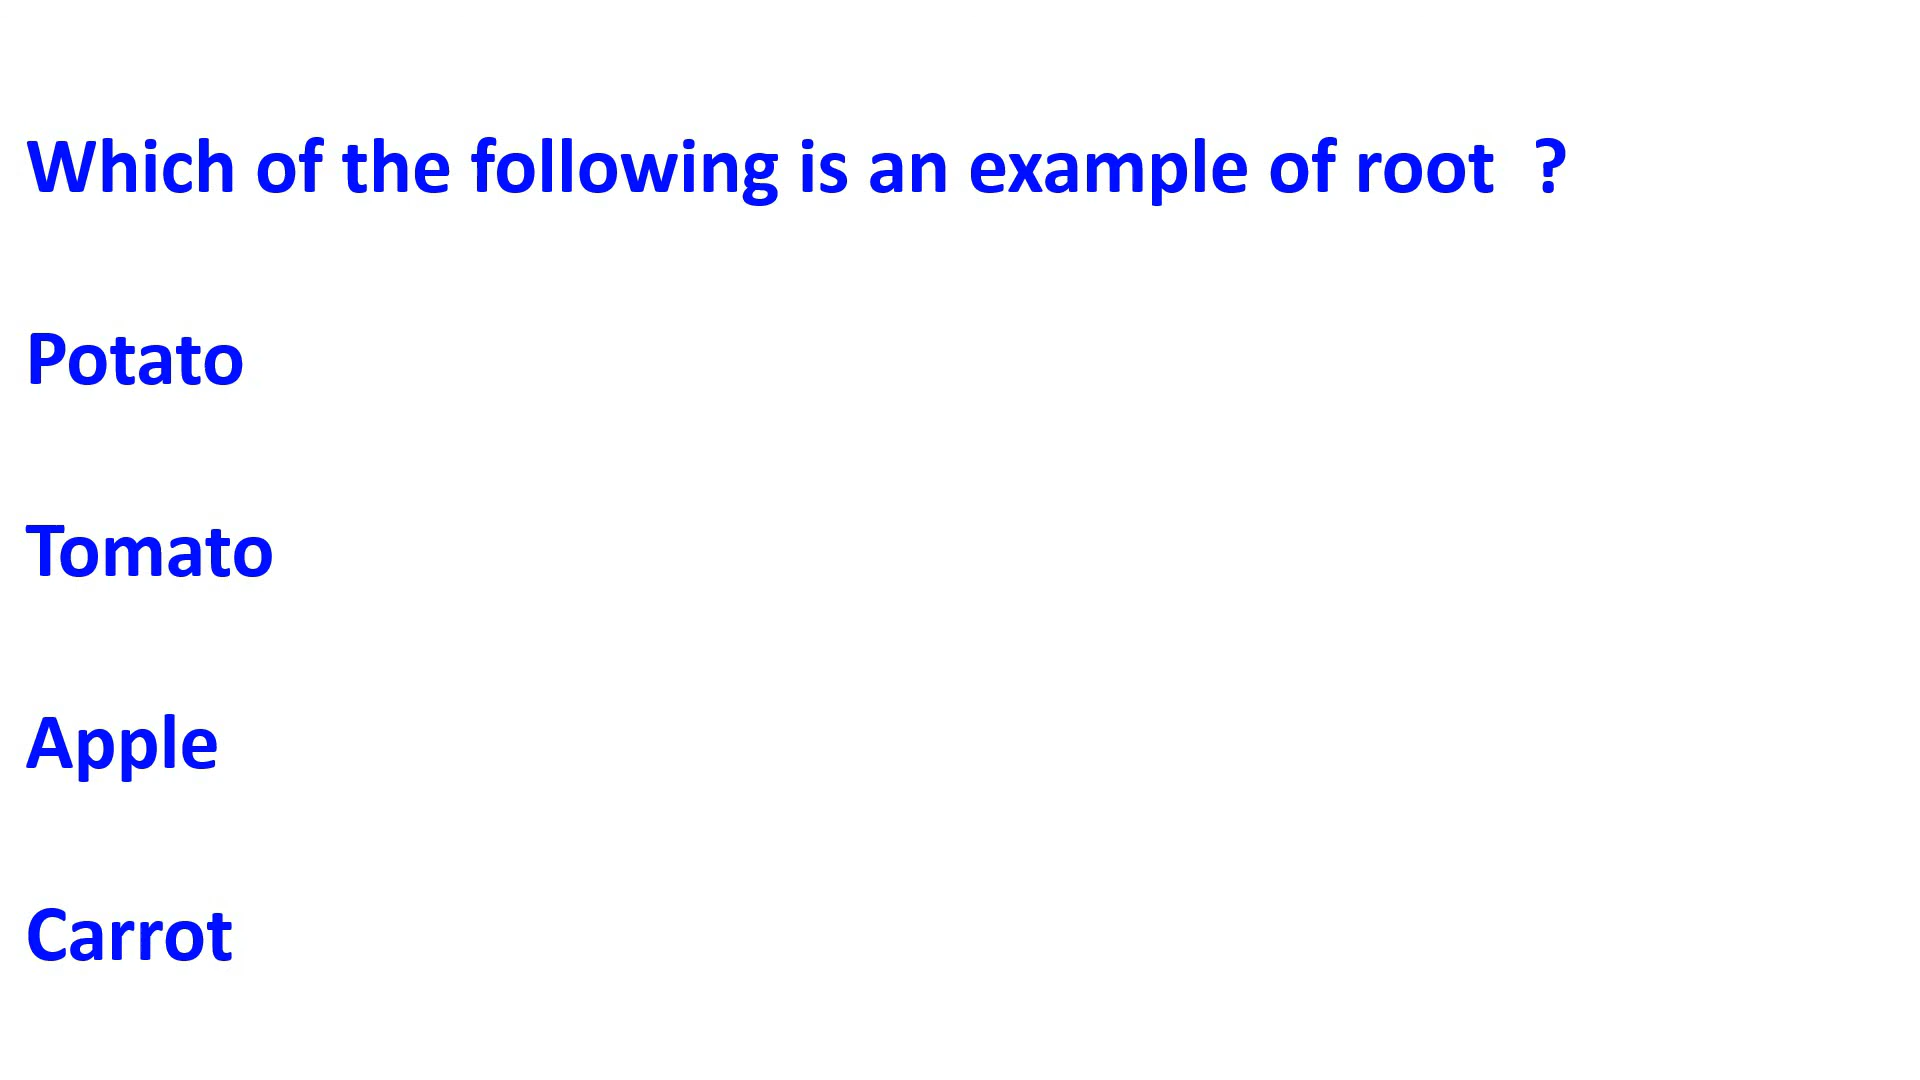 Which of the following is an example of root  ?
Potato
Tomato
Apple
Carrot